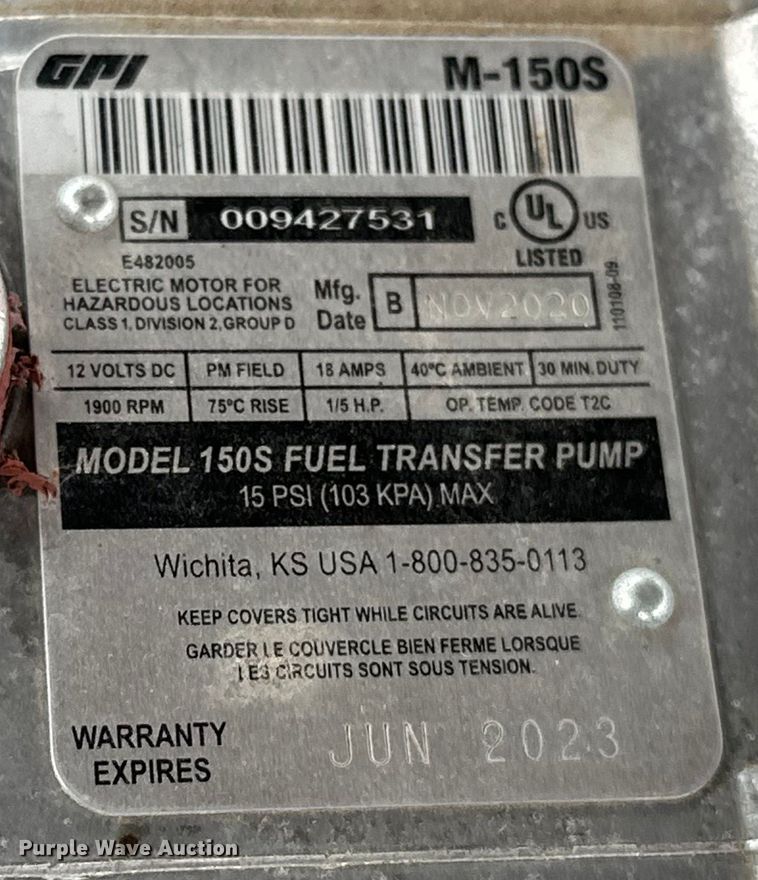 GPI M-150S
S/N 009427531
C UL US
LISTED
E482005
ELECTRIC MOTOR FOR
HAZARDOUS LOCATIONS
CLASS 1, DIVISION 2, GROUP D
Mfg.
Date
B NOV2020
110108-09
12 VOLTS DC PM FIELD 18 AMPS 40°C AMBIENT 30 MIN. DUTY
1900 RPM 75°C RISE 1/5 H.P. OP. TEMP. CODE T2C
MODEL 150S FUEL TRANSFER PUMP
15 PSI (103 KPA) MAX
Wichita, KS USA 1-800-835-0113
KEEP COVERS TIGHT WHILE CIRCUITS ARE ALIVE.
GARDER LE COUVERCLE BIEN FERME LORSQUE
LES CIRCUITS SONT SOUS TENSION.
WARRANTY
EXPIRES
JUN 2023
Purple Wave Auction